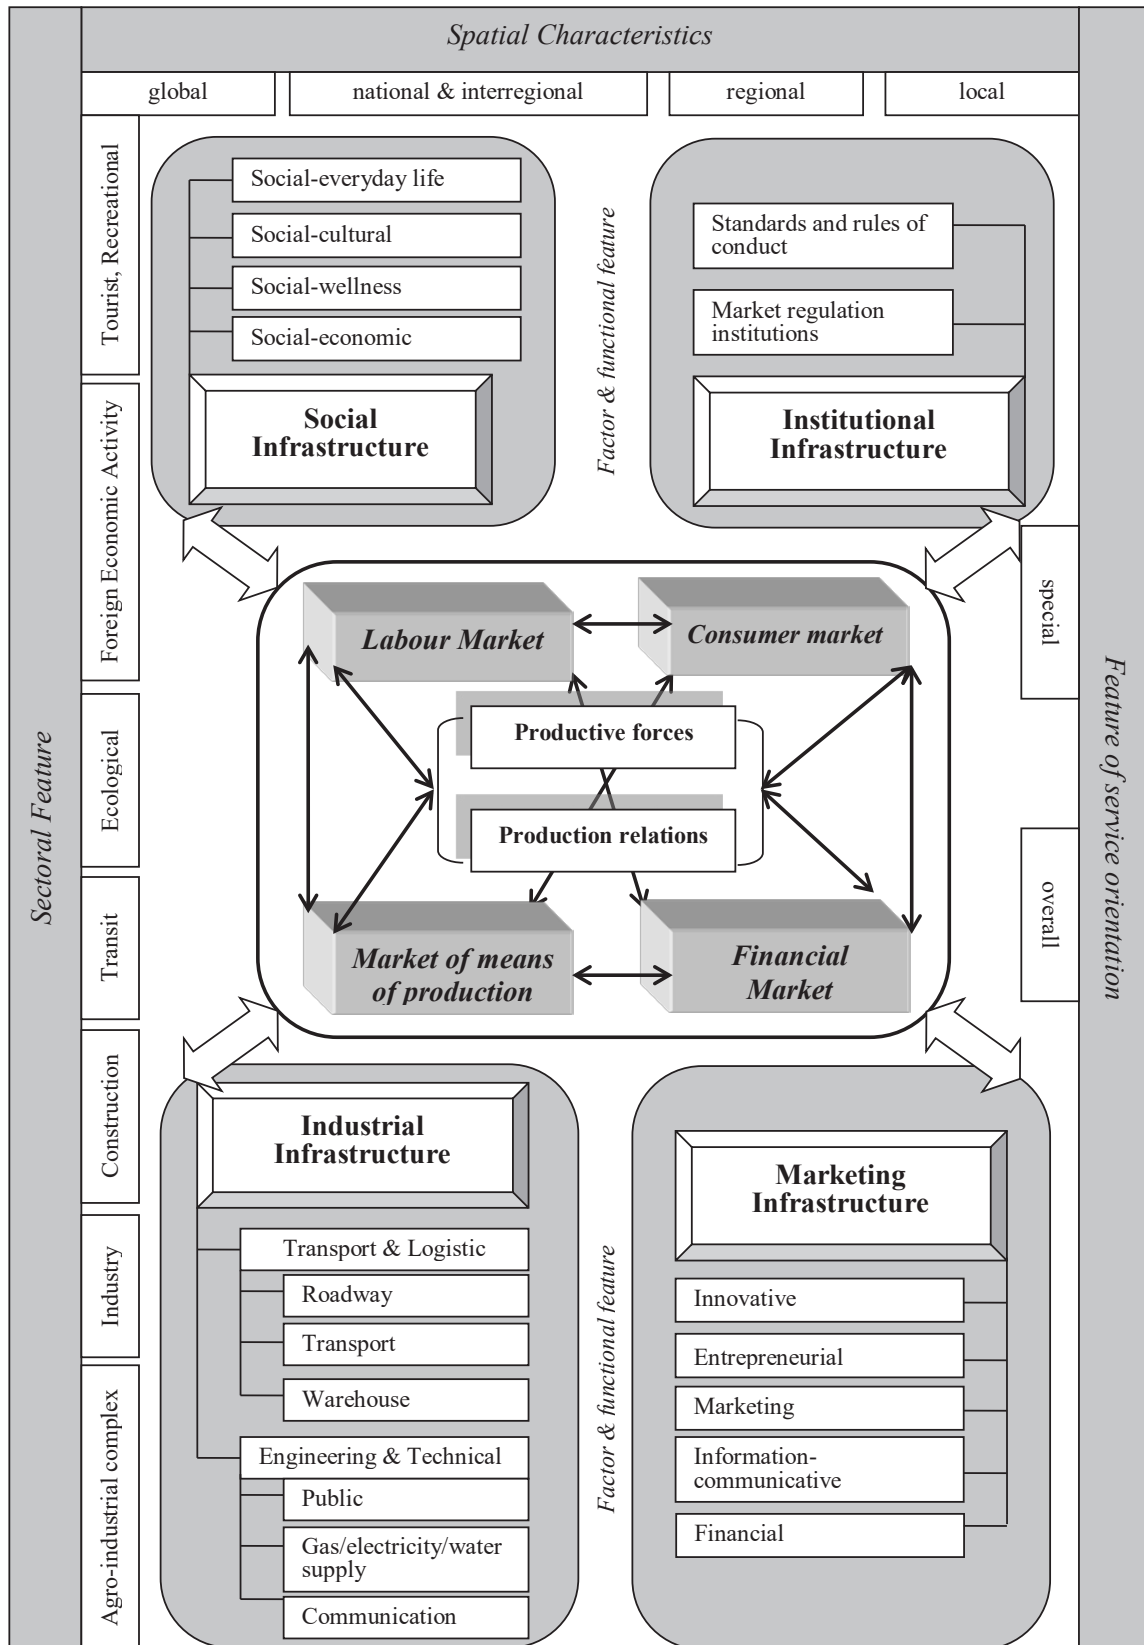 Spatial Characteristics
global
national & interregional
regional
local
Sectoral Feature
Tourist, Recreational
Foreign Economic Activity
Ecological
Transit
Construction
Industry
Agro-industrial complex
Social-everyday life
Social-cultural
Social-wellness
Social-economic
Social
Infrastructure
Factor & functional feature
Standards and rules of
conduct
Market regulation
institutions
Institutional
Infrastructure
special
overall
Feature of service orientation
Labour Market
Consumer market
Productive forces
Production relations
Market of means
of production
Financial
Market
Industrial
Infrastructure
Transport & Logistic
Roadway
Transport
Warehouse
Engineering & Technical
Public
Gas/electricity/water
supply
Communication
Factor & functional feature
Marketing
Infrastructure
Innovative
Entrepreneurial
Marketing
Information-
communicative
Financial